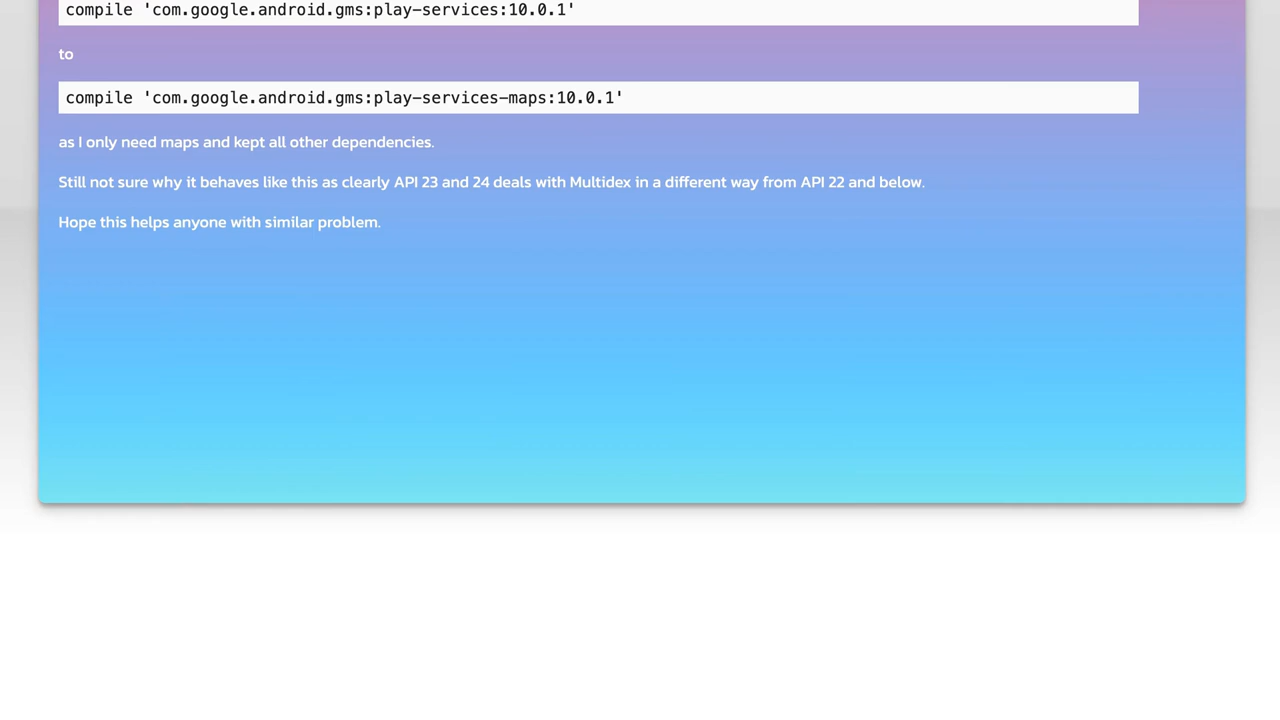 compile 'com.google.android.gms:play-services:10.0.1'
to
compile 'com.google.android.gms:play-services-maps:10.0.1'
as I only need maps and kept all other dependencies.
Still not sure why it behaves like this as clearly API 23 and 24 deals with Multidex in a different way from API 22 and below.
Hope this helps anyone with similar problem.